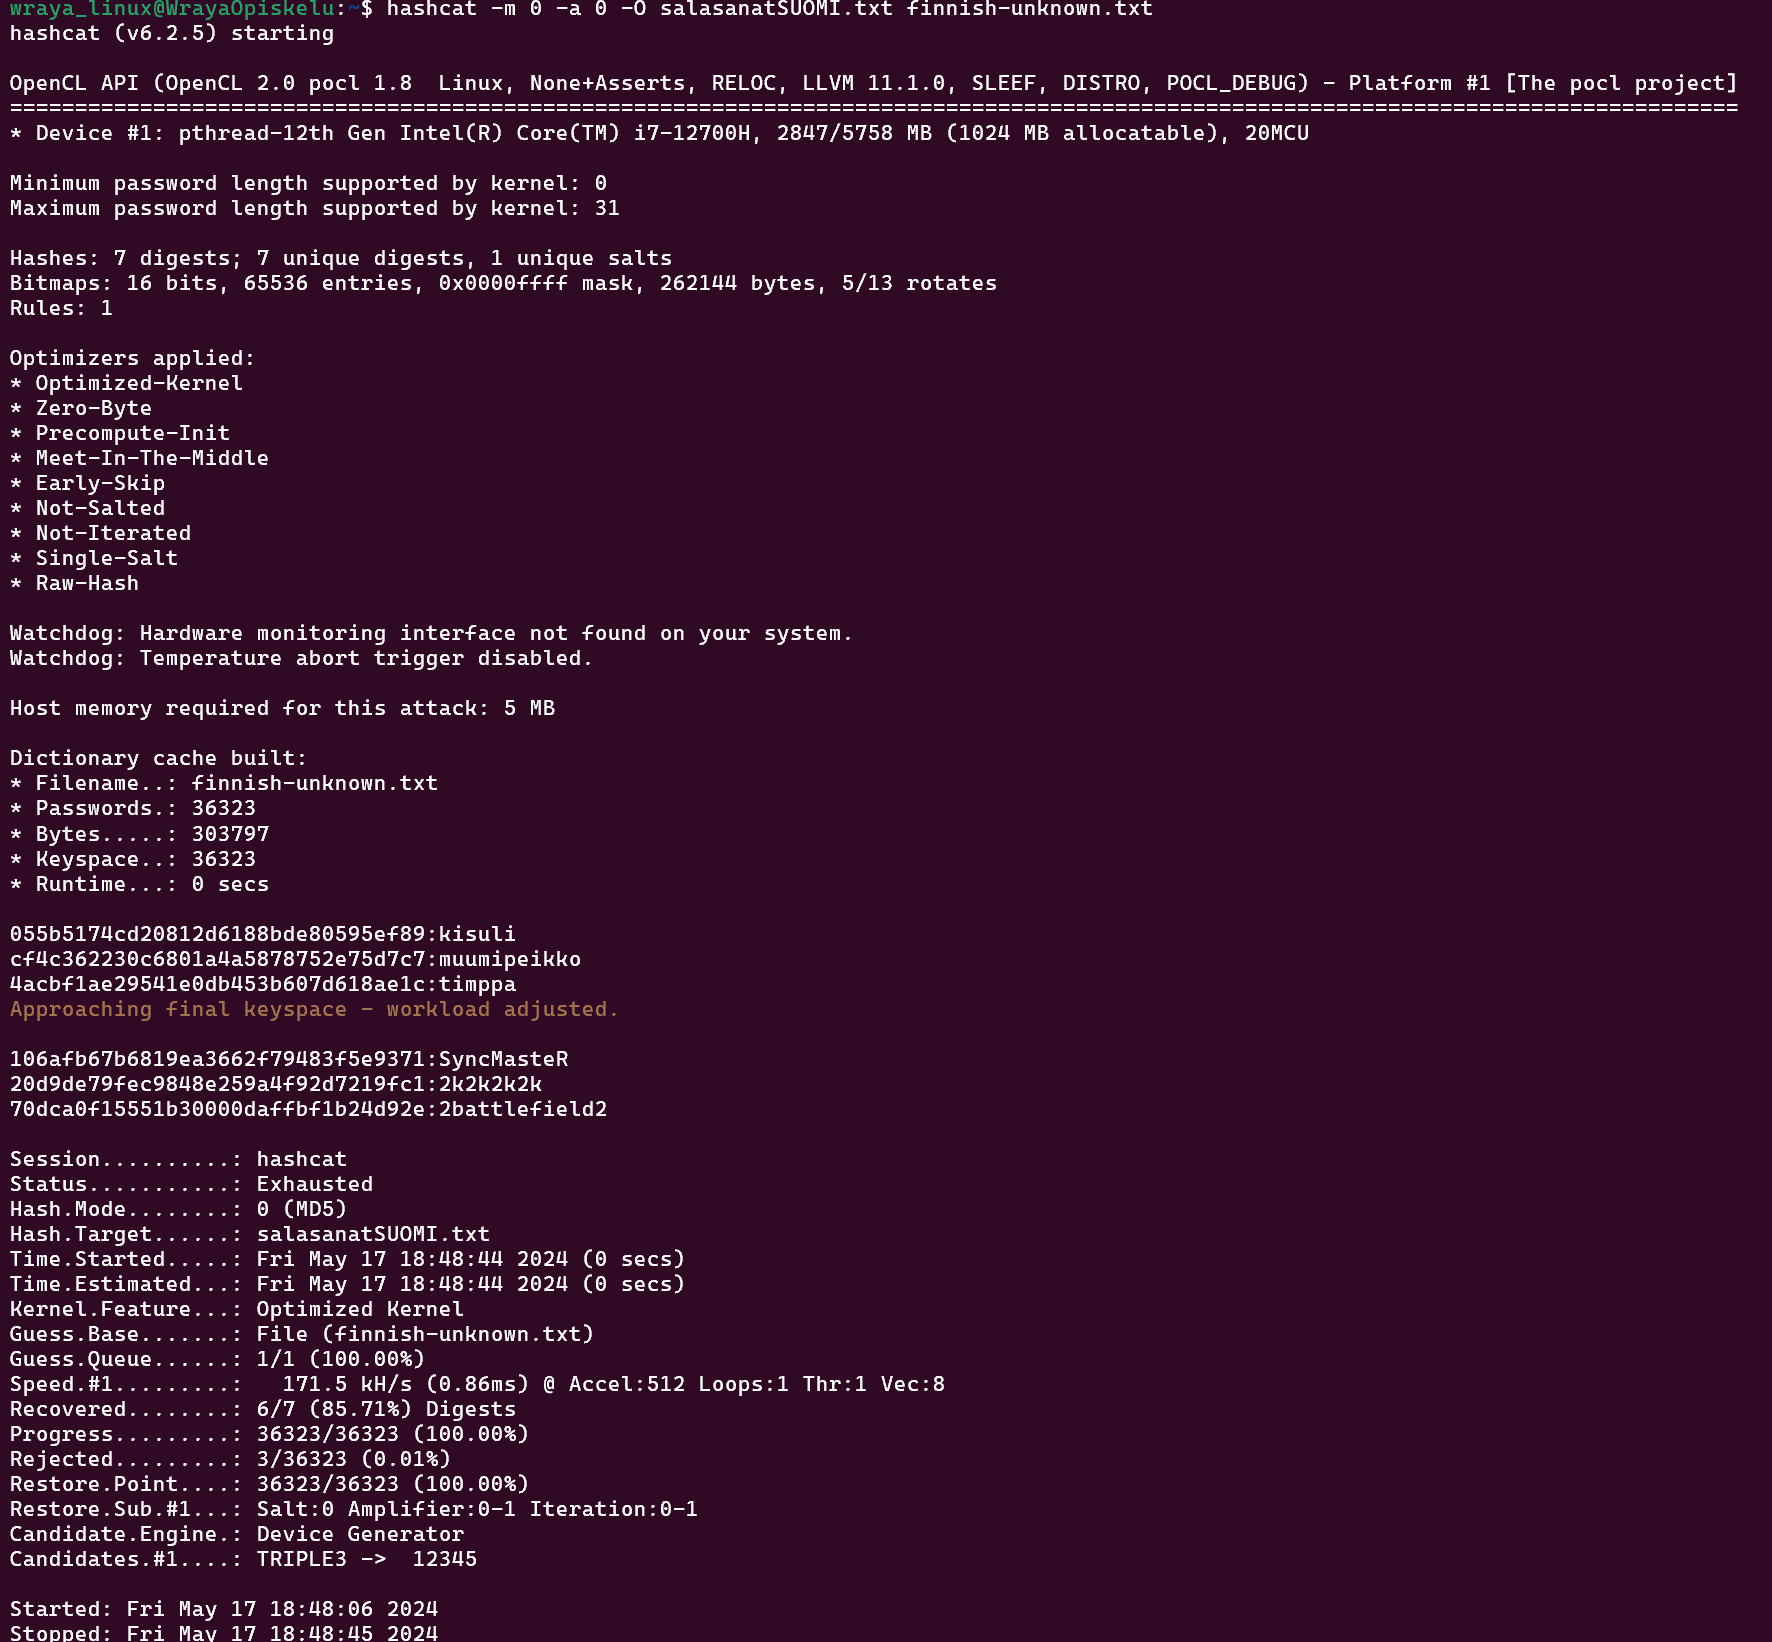 wraya_linux@WrayaOpiskelu:~$ hashcat -m 0 -a 0 -O salasanatSUOMI.txt finnish-unknown.txt
hashcat (v6.2.5) starting
OpenCL API (OpenCL 2.0 pocl 1.8  Linux, None+Asserts, RELOC, LLVM 11.1.0, SLEEF, DISTRO, POCL_DEBUG) - Platform #1 [The pocl project]
=====================================================================================================================================
* Device #1: pthread-12th Gen Intel(R) Core(TM) i7-12700H, 2847/5758 MB (1024 MB allocatable), 20MCU
Minimum password length supported by kernel: 0
Maximum password length supported by kernel: 31
Hashes: 7 digests; 7 unique digests, 1 unique salts
Bitmaps: 16 bits, 65536 entries, 0x0000ffff mask, 262144 bytes, 5/13 rotates
Rules: 1
Optimizers applied:
* Optimized-Kernel
* Zero-Byte
* Precompute-Init
* Meet-In-The-Middle
* Early-Skip
* Not-Salted
* Not-Iterated
* Single-Salt
* Raw-Hash
Watchdog: Hardware monitoring interface not found on your system.
Watchdog: Temperature abort trigger disabled.
Host memory required for this attack: 5 MB
Dictionary cache built:
* Filename..: finnish-unknown.txt
* Passwords.: 36323
* Bytes.....: 303797
* Keyspace..: 36323
* Runtime...: 0 secs
055b5174cd20812d6188bde80595ef89:kisuli
cf4c362230c6801a4a5878752e75d7c7:muumipeikko
4acbf1ae29541e0db453b607d618ae1c:timppa
Approaching final keyspace - workload adjusted.
106afb67b6819ea3662f79483f5e9371:SyncMasteR
20d9de79fec9848e259a4f92d7219fc1:2k2k2k2k
70dca0f15551b30000daffbf1b24d92e:2battlefield2
Session..........: hashcat
Status...........: Exhausted
Hash.Mode........: 0 (MD5)
Hash.Target......: salasanatSUOMI.txt
Time.Started.....: Fri May 17 18:48:44 2024 (0 secs)
Time.Estimated...: Fri May 17 18:48:44 2024 (0 secs)
Kernel.Feature...: Optimized Kernel
Guess.Base.......: File (finnish-unknown.txt)
Guess.Queue......: 1/1 (100.00%)
Speed.#1.........:   171.5 kH/s (0.86ms) @ Accel:512 Loops:1 Thr:1 Vec:8
Recovered........: 6/7 (85.71%) Digests
Progress.........: 36323/36323 (100.00%)
Rejected.........: 3/36323 (0.01%)
Restore.Point....: 36323/36323 (100.00%)
Restore.Sub.#1...: Salt:0 Amplifier:0-1 Iteration:0-1
Candidate.Engine.: Device Generator
Candidates.#1....: TRIPLE3 ->  12345
Started: Fri May 17 18:48:06 2024
Stopped: Fri May 17 18:48:45 2024